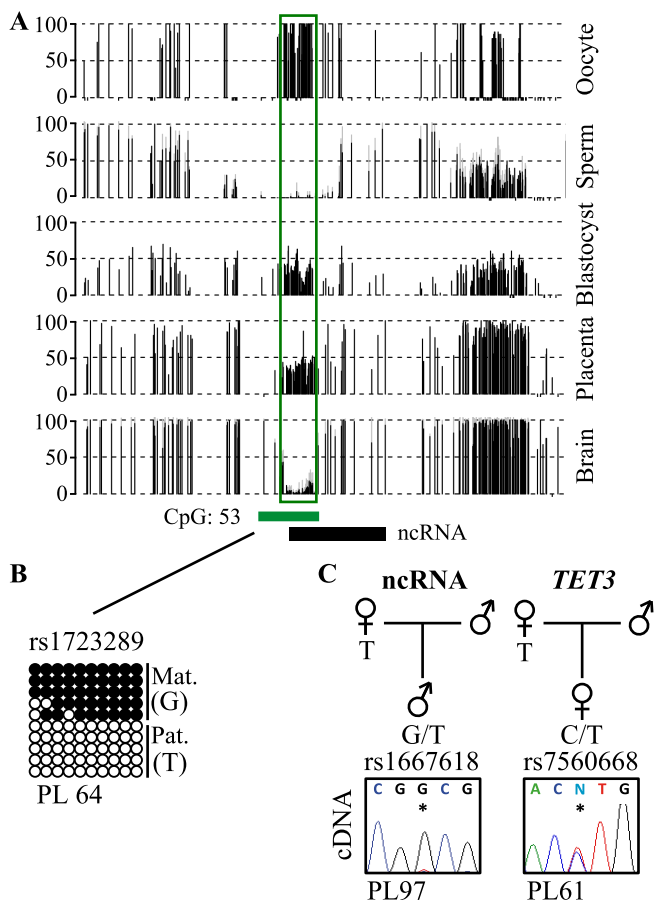 A
100
50
0
Oocyte
100
50
0
Sperm
100
50
0
Blastocyst
100
50
0
Placenta
100
50
0
Brain
CpG: 53
ncRNA
B
rs1723289
Mat.
(G)
Pat.
(T)
PL 64
C
ncRNA
TET3
♀ ♂ ♀ ♂
T T
♂ ♀
G/T C/T
rs1667618 rs7560668
cDNA
C G G C G A C N T G
* *
PL97 PL61